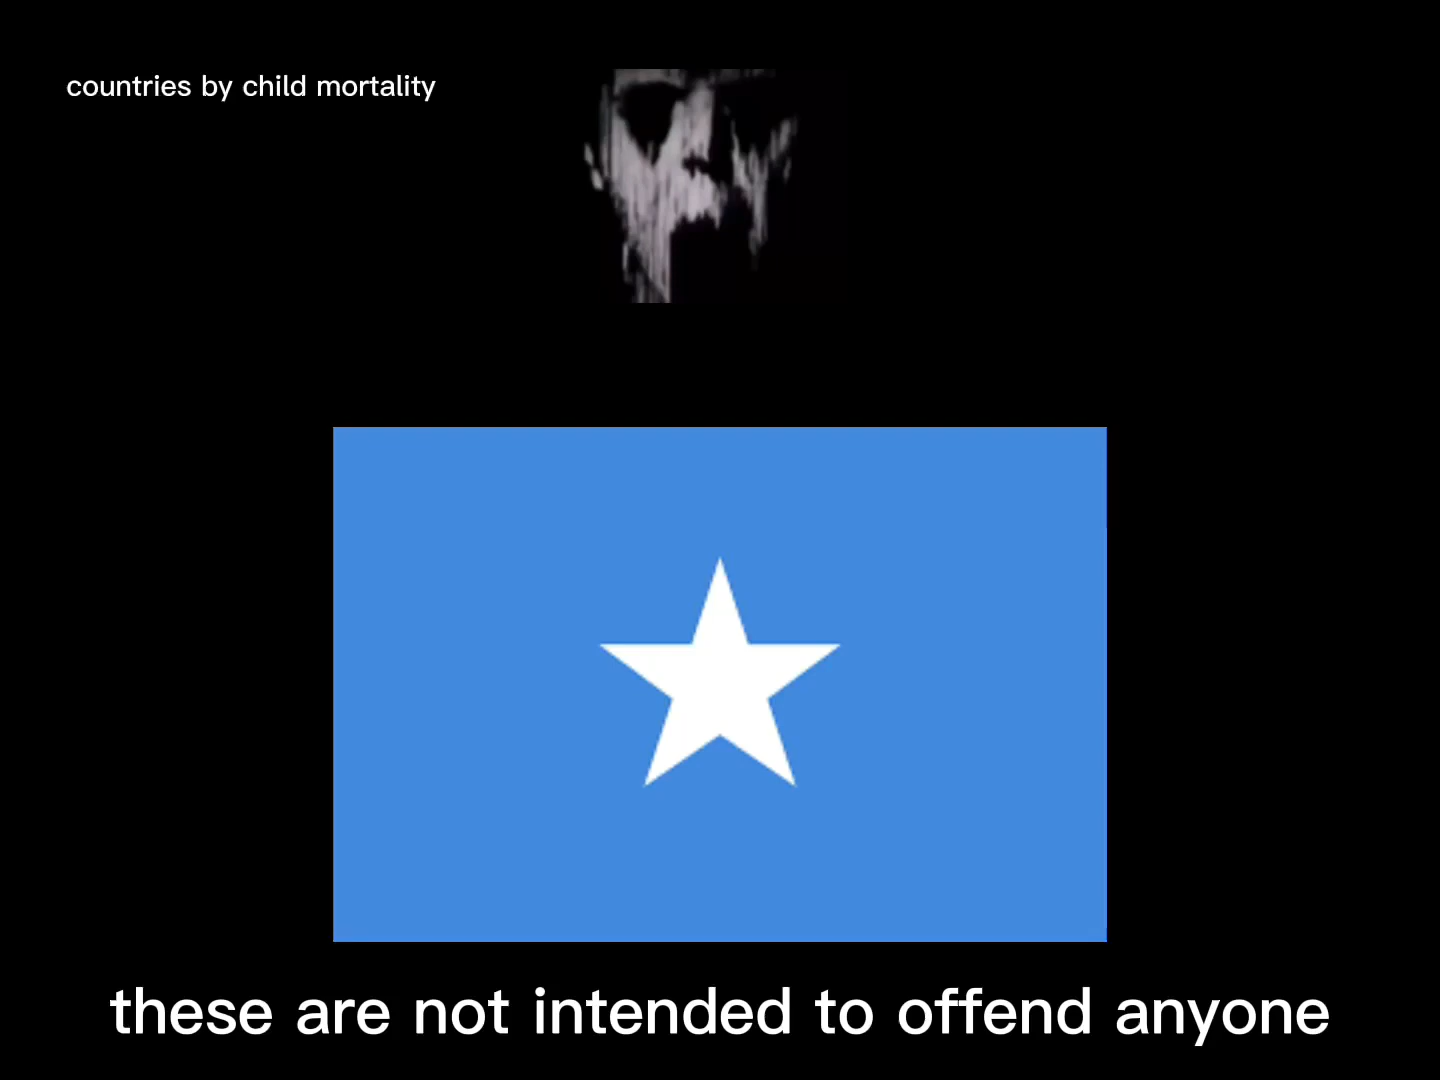 countries by child mortality
these are not intended to offend anyone